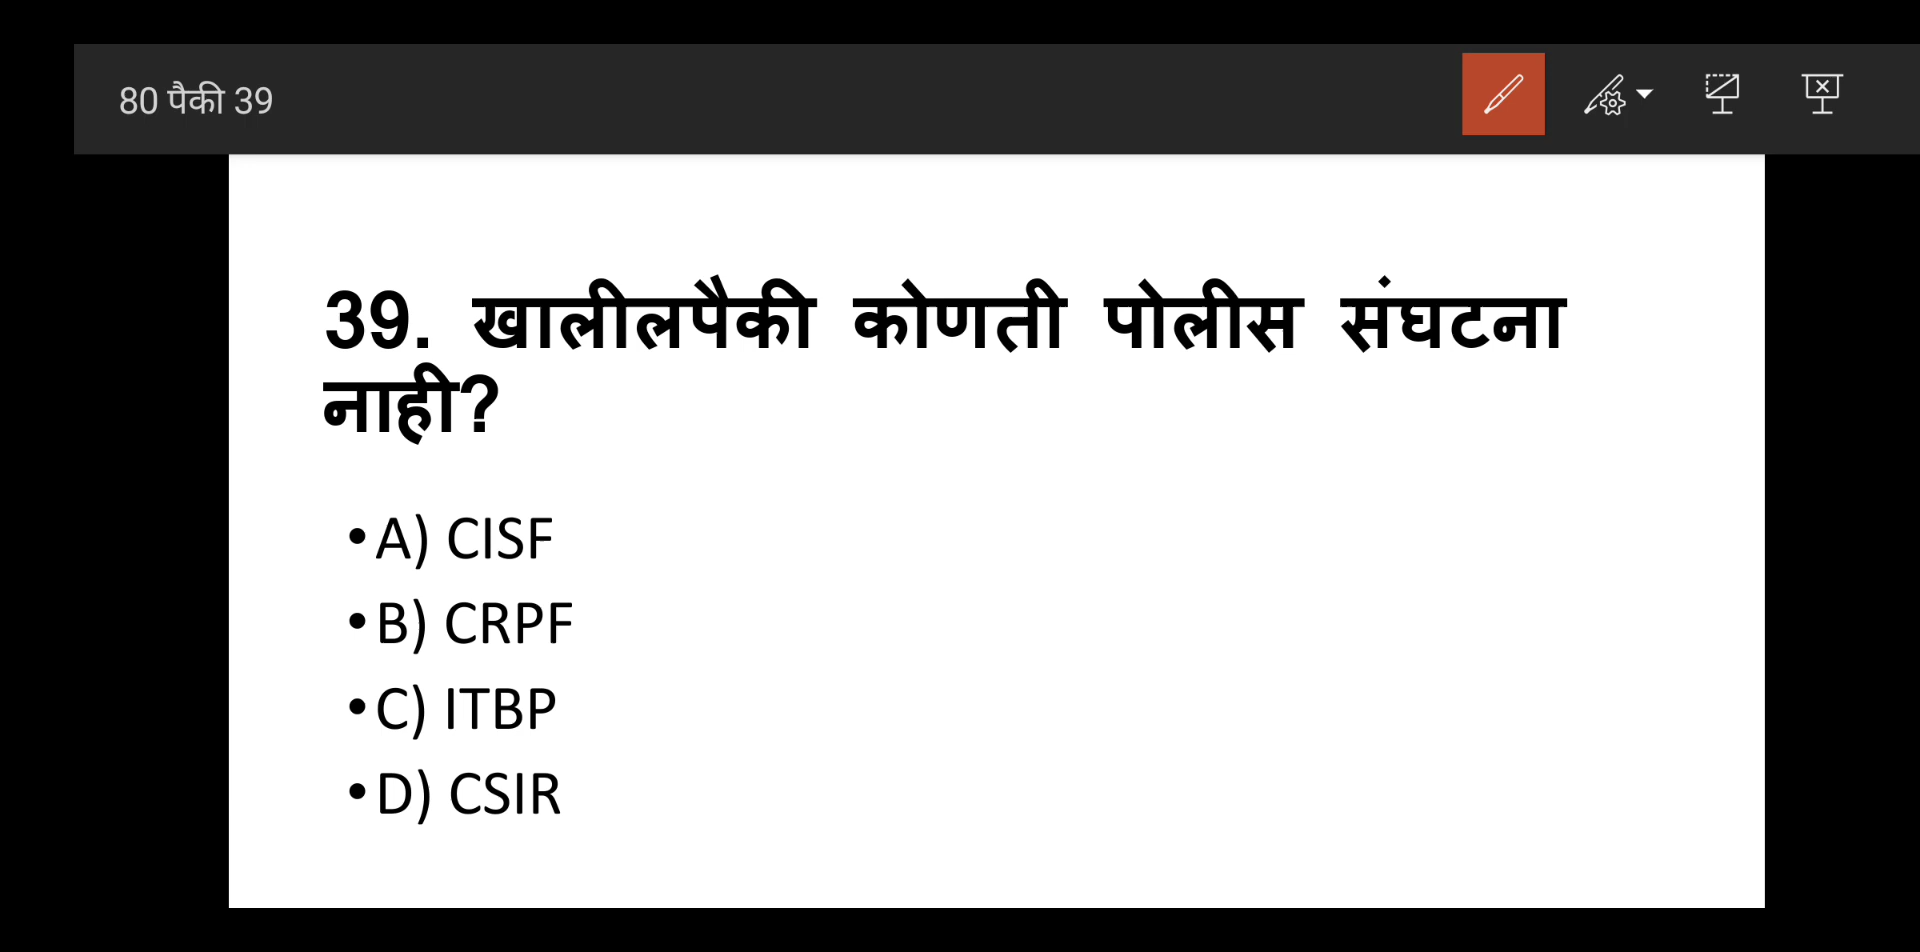 80 पैकी 39
39. खालीलपैकी कोणती पोलीस संघटना
नाही?
• A) CISF
• B) CRPF
• C) ITBP
• D) CSIR